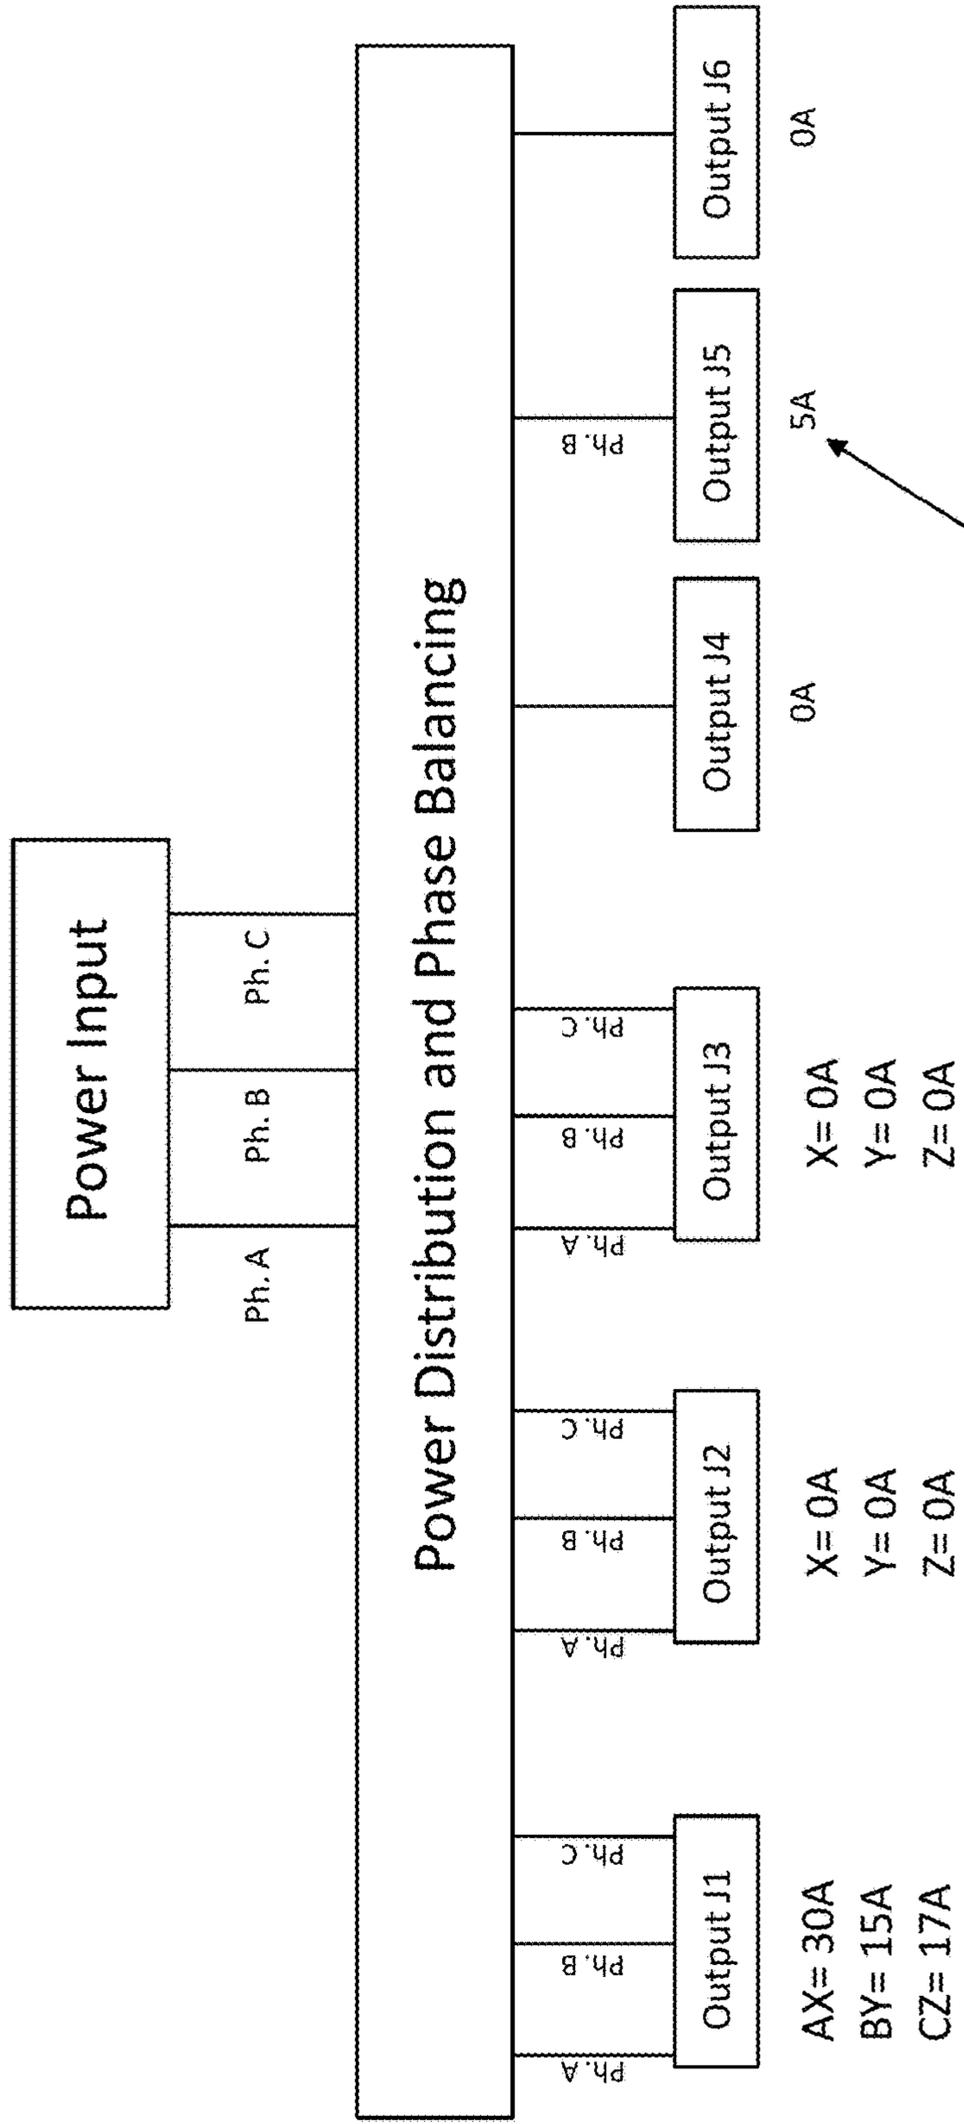 Power Input
Ph. A
Ph. B
Ph. C
Power Distribution and Phase Balancing
Ph. A
Ph. B
Ph. C
Ph. A
Ph. B
Ph. C
Ph. A
Ph. B
Ph. C
Ph. B
Output J1
Output J2
Output J3
Output J4
Output J5
Output J6
AX= 30A
BY= 15A
CZ= 17A
X= 0A
Y= 0A
Z= 0A
X= 0A
Y= 0A
Z= 0A
0A
5A
0A